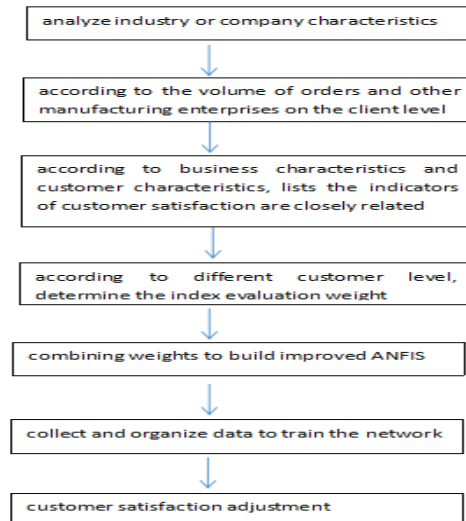 analyze industry or company characteristics
according to the volume of orders and other
manufacturing enterprises on the client level
according to business characteristics and
customer characteristics, lists the indicators
of customer satisfaction are closely related
according to different customer level,
determine the index evaluation weight
combining weights to build improved ANFIS
collect and organize data to train the network
customer satisfaction adjustment